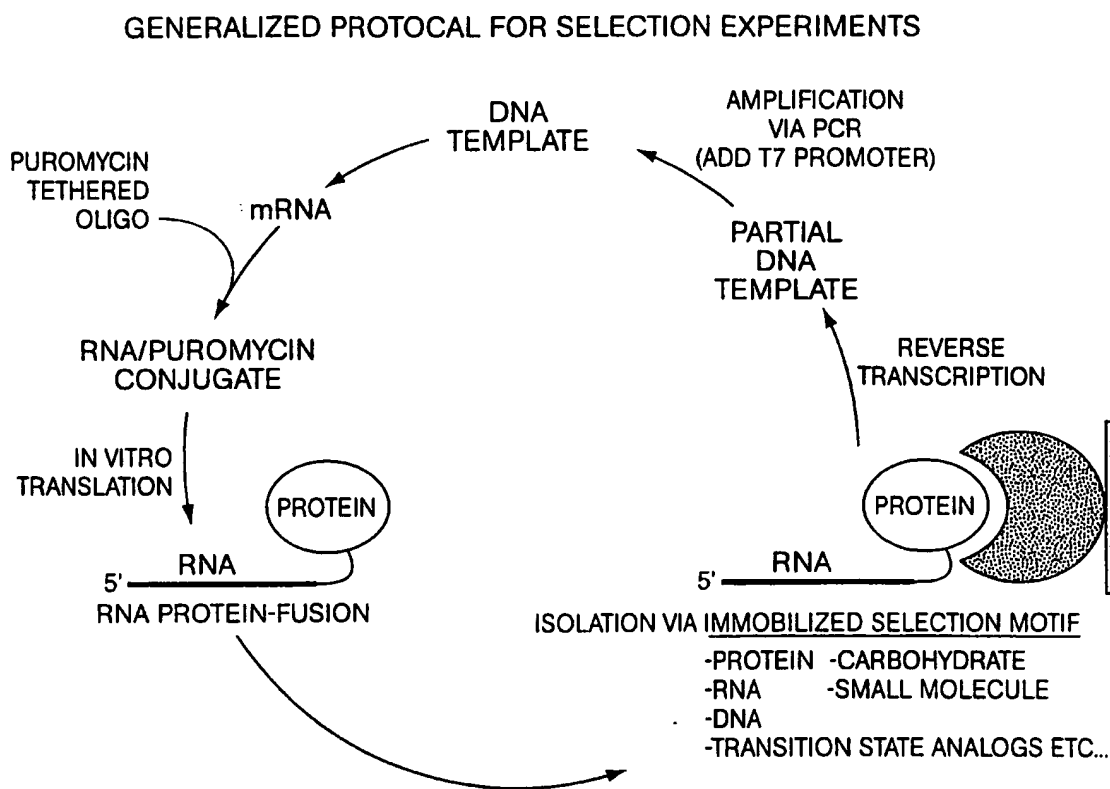 GENERALIZED PROTOCAL FOR SELECTION EXPERIMENTS
DNA
TEMPLATE
AMPLIFICATION
VIA PCR
(ADD T7 PROMOTER)
PUROMYCIN
TETHERED
OLIGO
mRNA
PARTIAL
DNA
TEMPLATE
RNA/PUROMYCIN
CONJUGATE
REVERSE
TRANSCRIPTION
IN VITRO
TRANSLATION
PROTEIN
RNA
5'
RNA PROTEIN-FUSION
PROTEIN
RNA
5'
ISOLATION VIA IMMOBILIZED SELECTION MOTIF
-PROTEIN -CARBOHYDRATE
-RNA -SMALL MOLECULE
-DNA
-TRANSITION STATE ANALOGS ETC...